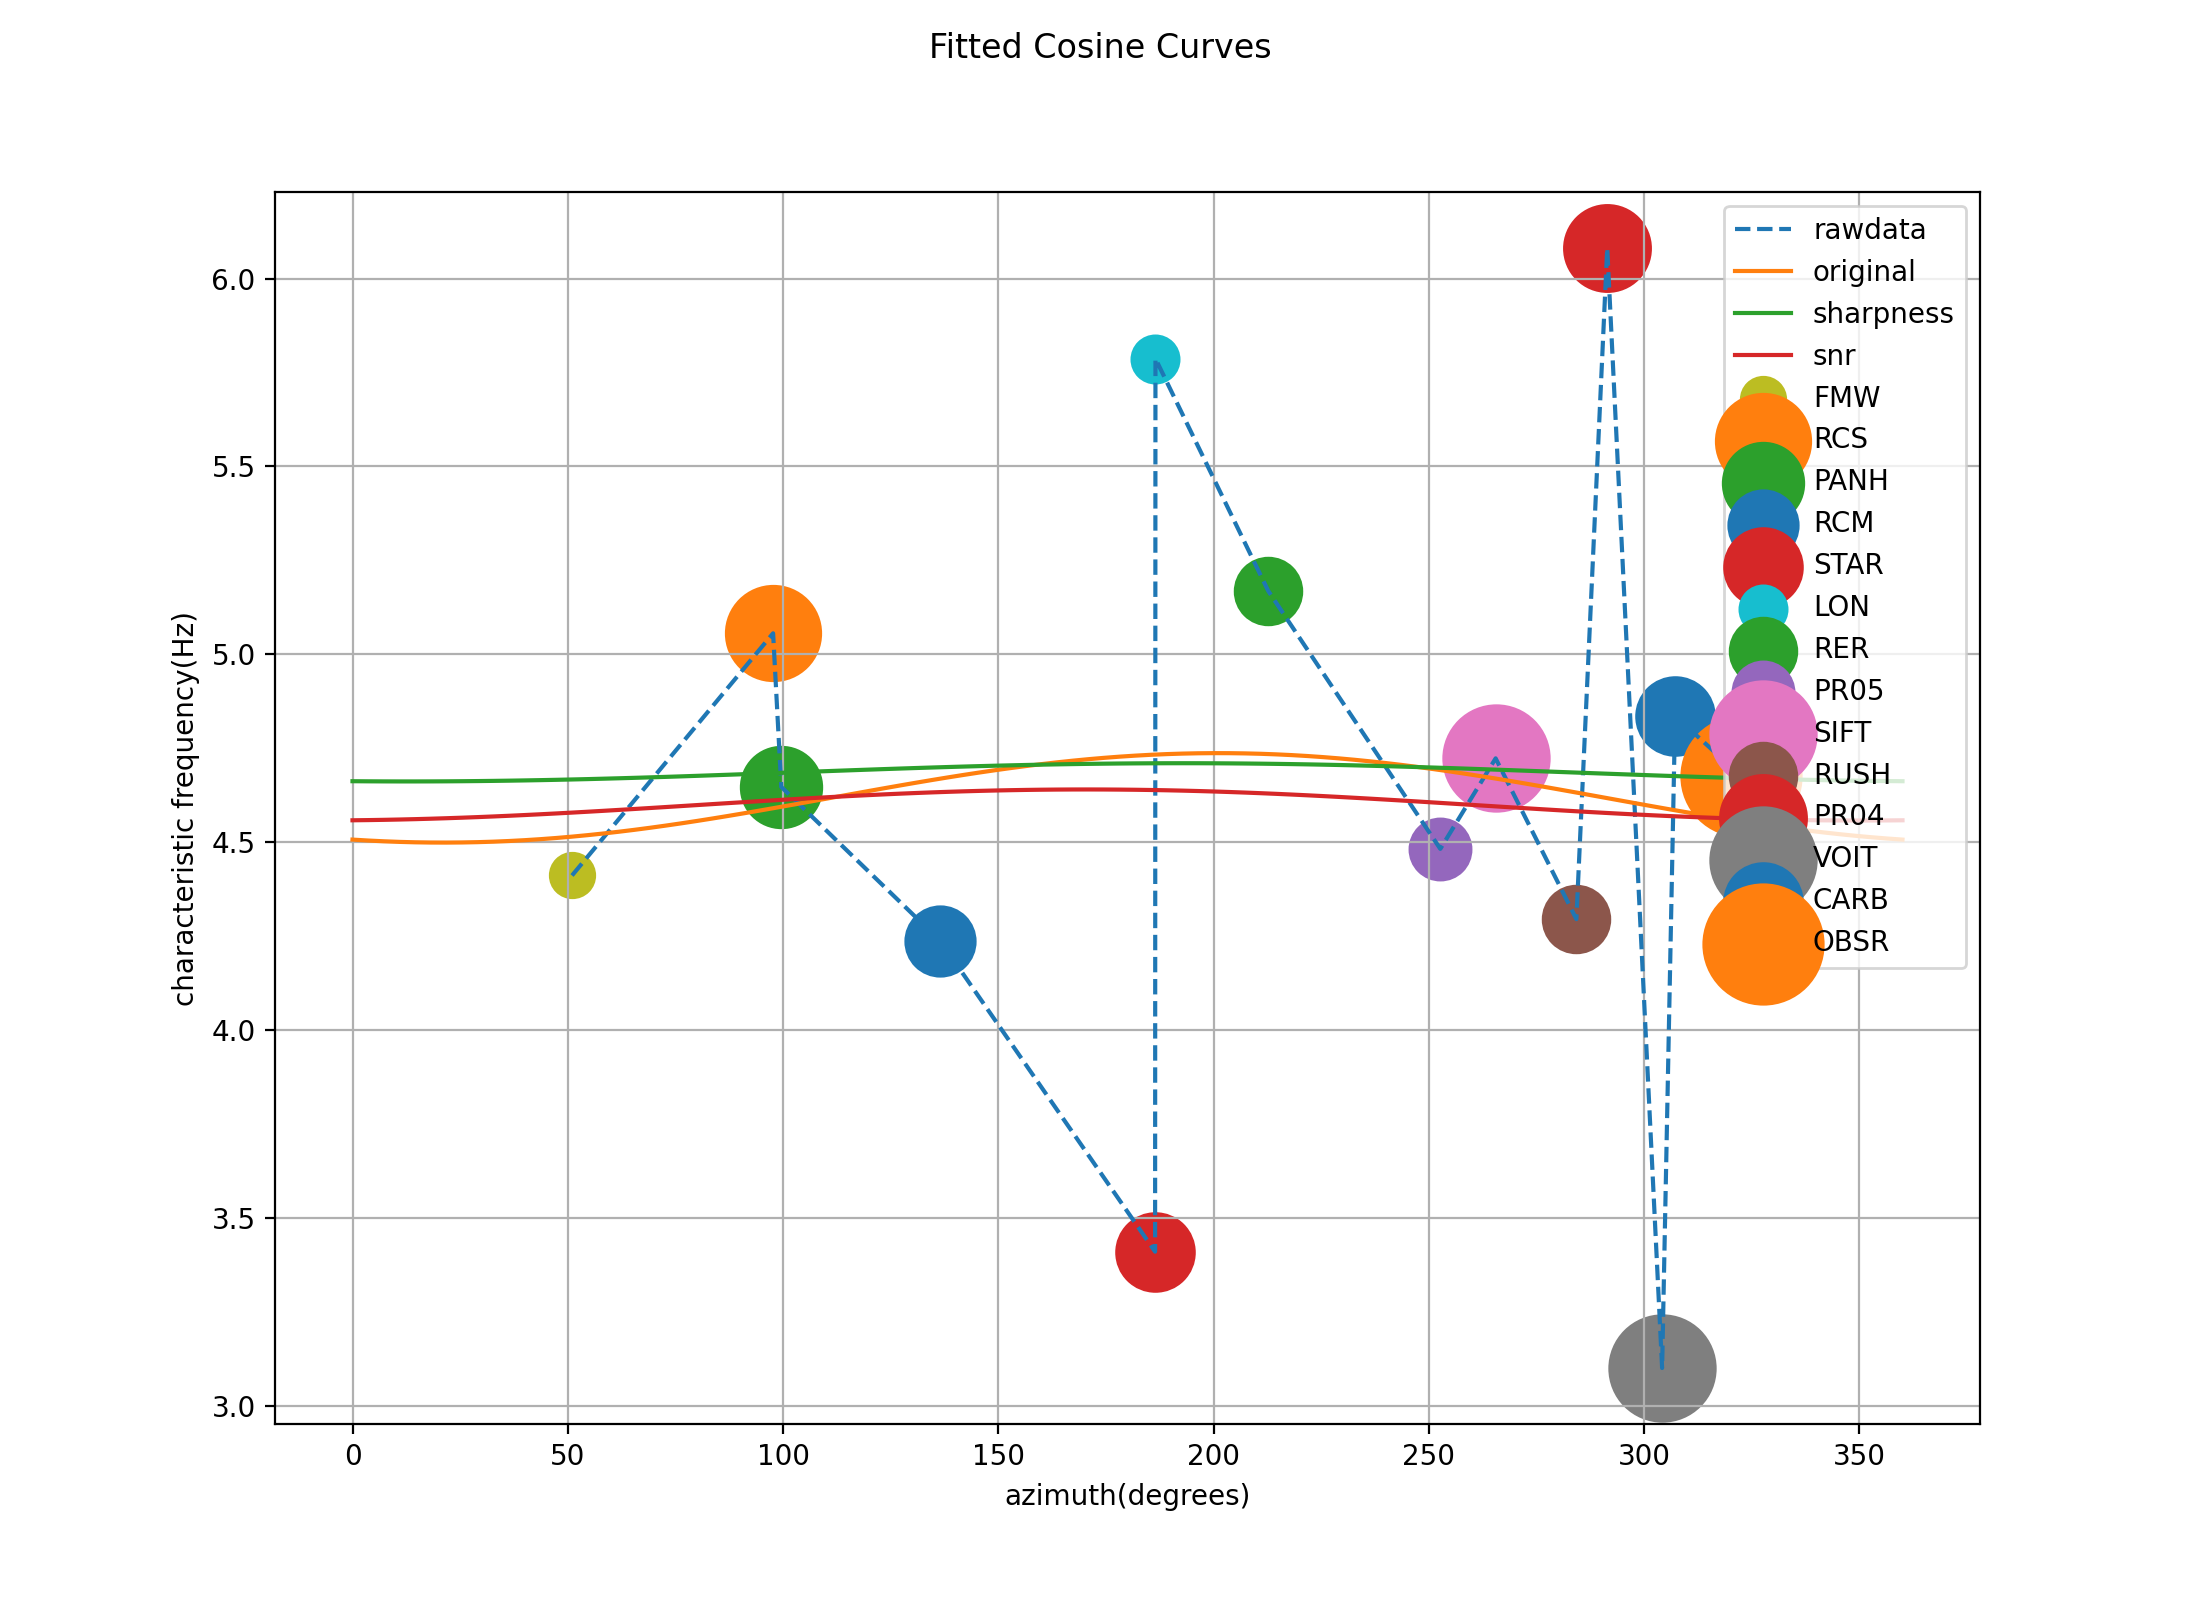 Fitted Cosine Curves
rawdata
original
sharpness
snr
FMW
RCS
PANH
RCM
STAR
LON
RER
PR05
SIFT
RUSH
PR04
VOIT
CARB
OBSR
characteristic frequency(Hz)
6.0
5.5
5.0
4.5
4.0
3.5
3.0
0 50 100 150 200 250 300 350
azimuth(degrees)